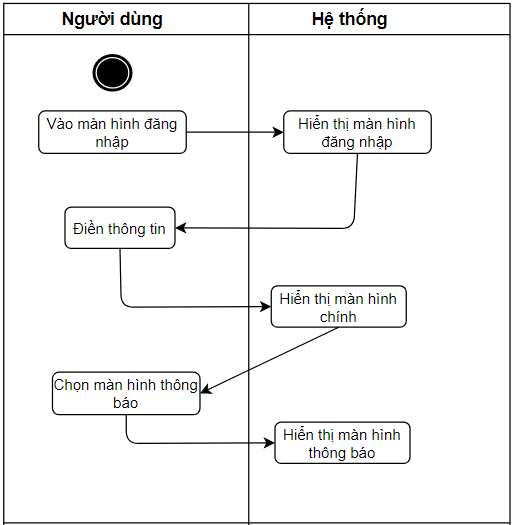 Người dùng
Hệ thống
Vào màn hình đăng
nhập
Hiển thị màn hình
đăng nhập
Điền thông tin
Hiển thị màn hình
chính
Chọn màn hình thông
báo
Hiển thị màn hình
thông báo